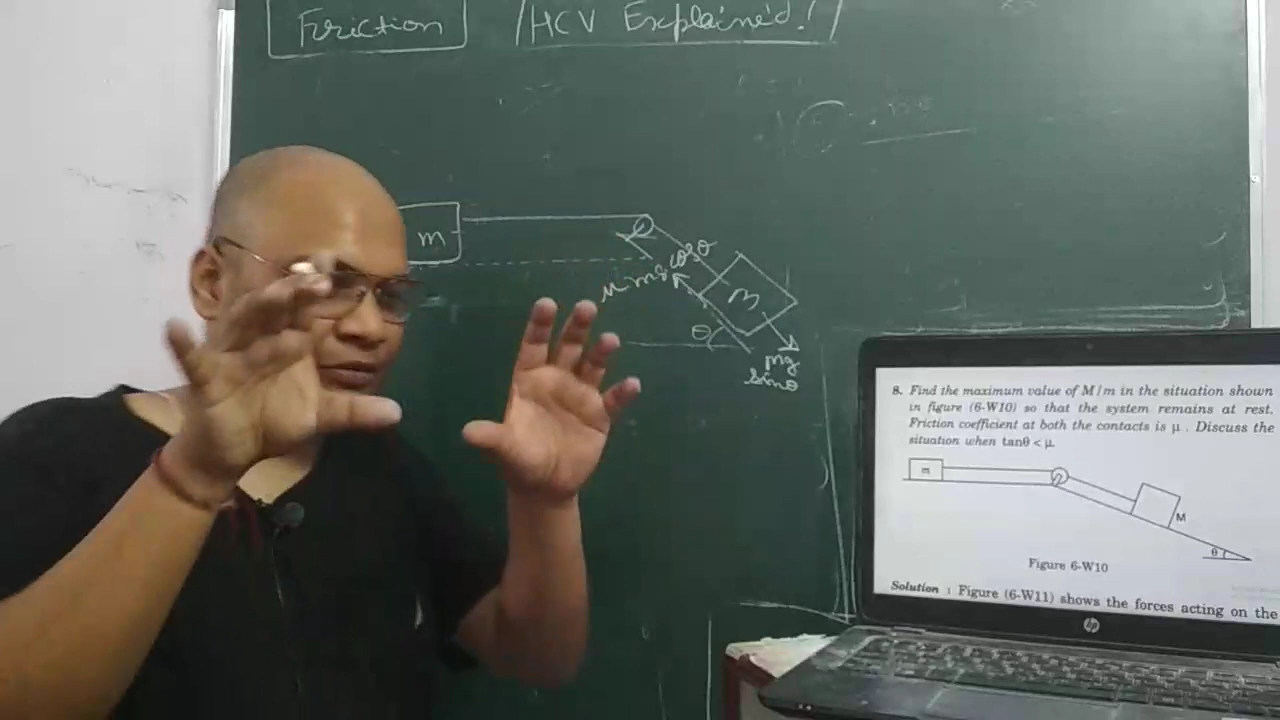 Friction
HCV Explained!
m
μ mg cosθ
M
θ
Mg
sinθ
8. Find the maximum value of M/m in the situation shown
in figure (6-W10) so that the system remains at rest.
Friction coefficient at both the contacts is μ. Discuss the
situation when tanθ < μ.
m
M
θ
Figure 6-W10
Solution : Figure (6-W11) shows the forces acting on the
hp